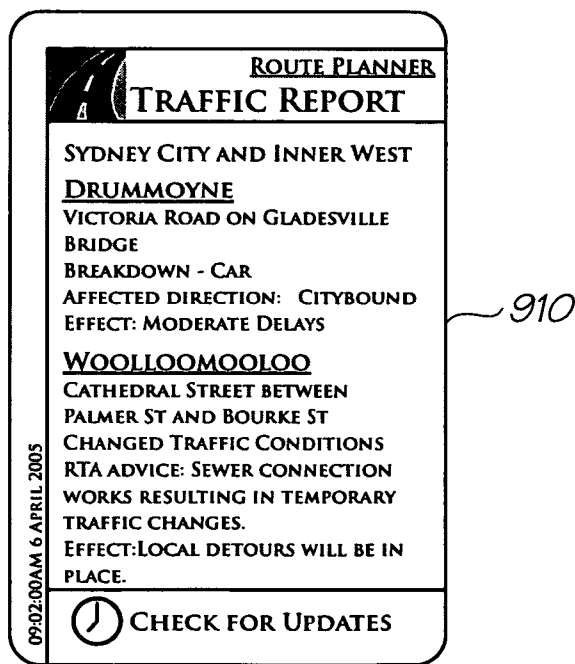 ROUTE PLANNER
TRAFFIC REPORT
SYDNEY CITY AND INNER WEST
DRUMMOYNE
VICTORIA ROAD ON GLADESVILLE
BRIDGE
BREAKDOWN - CAR
AFFECTED DIRECTION: CITYBOUND
EFFECT: MODERATE DELAYS
WOOLLOOMOOLOO
CATHEDRAL STREET BETWEEN
PALMER ST AND BOURKE ST
CHANGED TRAFFIC CONDITIONS
RTA ADVICE: SEWER CONNECTION
WORKS RESULTING IN TEMPORARY
TRAFFIC CHANGES.
EFFECT:LOCAL DETOURS WILL BE IN
PLACE.
09:02:00AM 6 APRIL 2005
CHECK FOR UPDATES
910